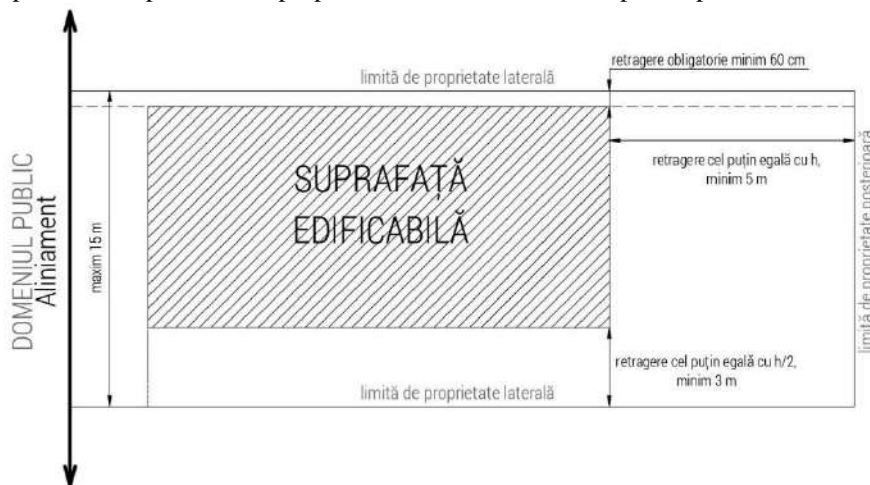 retragere obligatorie minim 60 cm
limită de proprietate laterală
DOMENIUL PUBLIC
Aliniament
maxim 15 m
SUPRAFAȚĂ
EDIFICABILĂ
retragere cel puțin egală cu h,
minim 5 m
limită de proprietate posterioară
retragere cel puțin egală cu h/2,
minim 3 m
limită de proprietate laterală